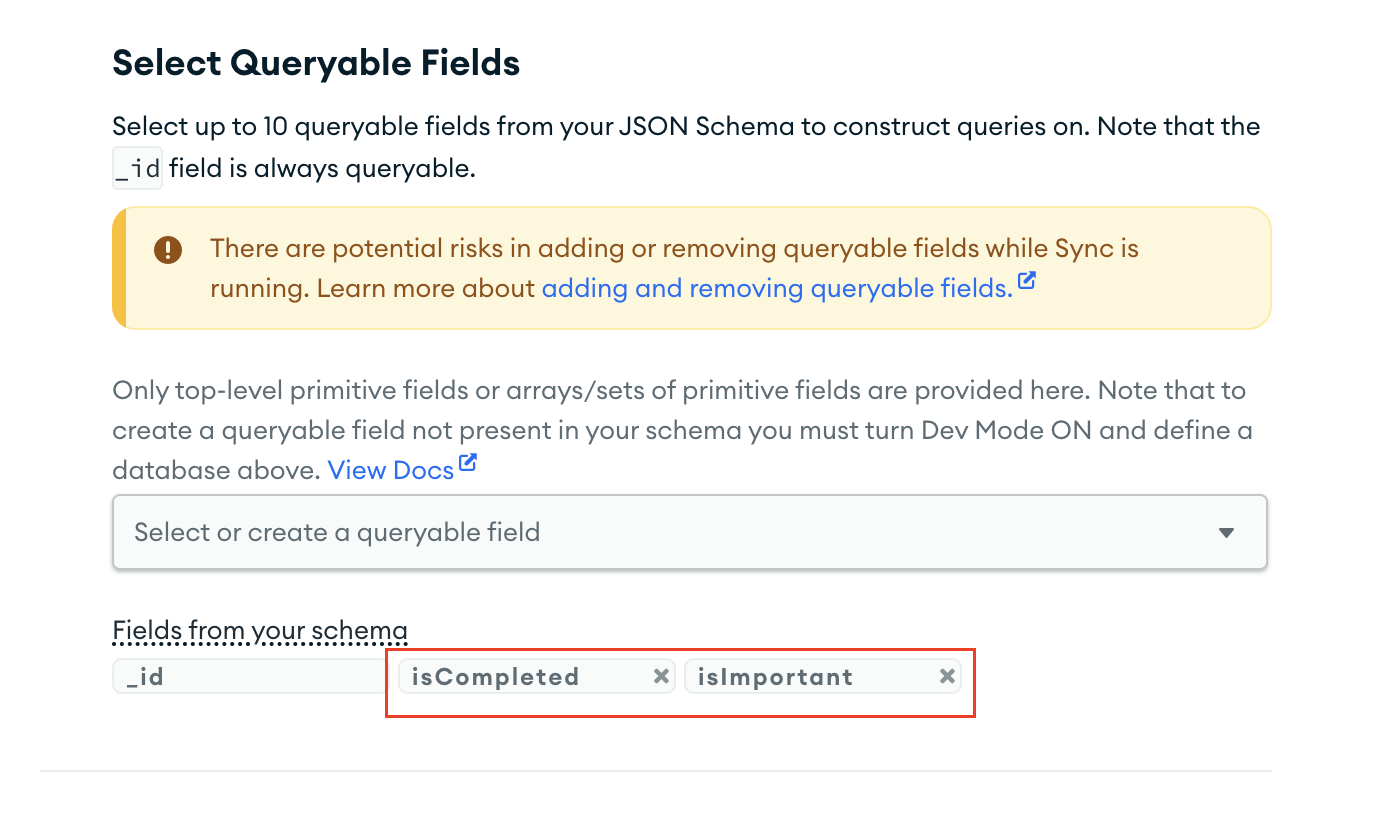 Select Queryable Fields
Select up to 10 queryable fields from your JSON Schema to construct queries on. Note that the
_id field is always queryable.
There are potential risks in adding or removing queryable fields while Sync is
running. Learn more about adding and removing queryable fields.
Only top-level primitive fields or arrays/sets of primitive fields are provided here. Note that to
create a queryable field not present in your schema you must turn Dev Mode ON and define a
database above. View Docs
Select or create a queryable field
Fields from your schema
_id isCompleted isImportant